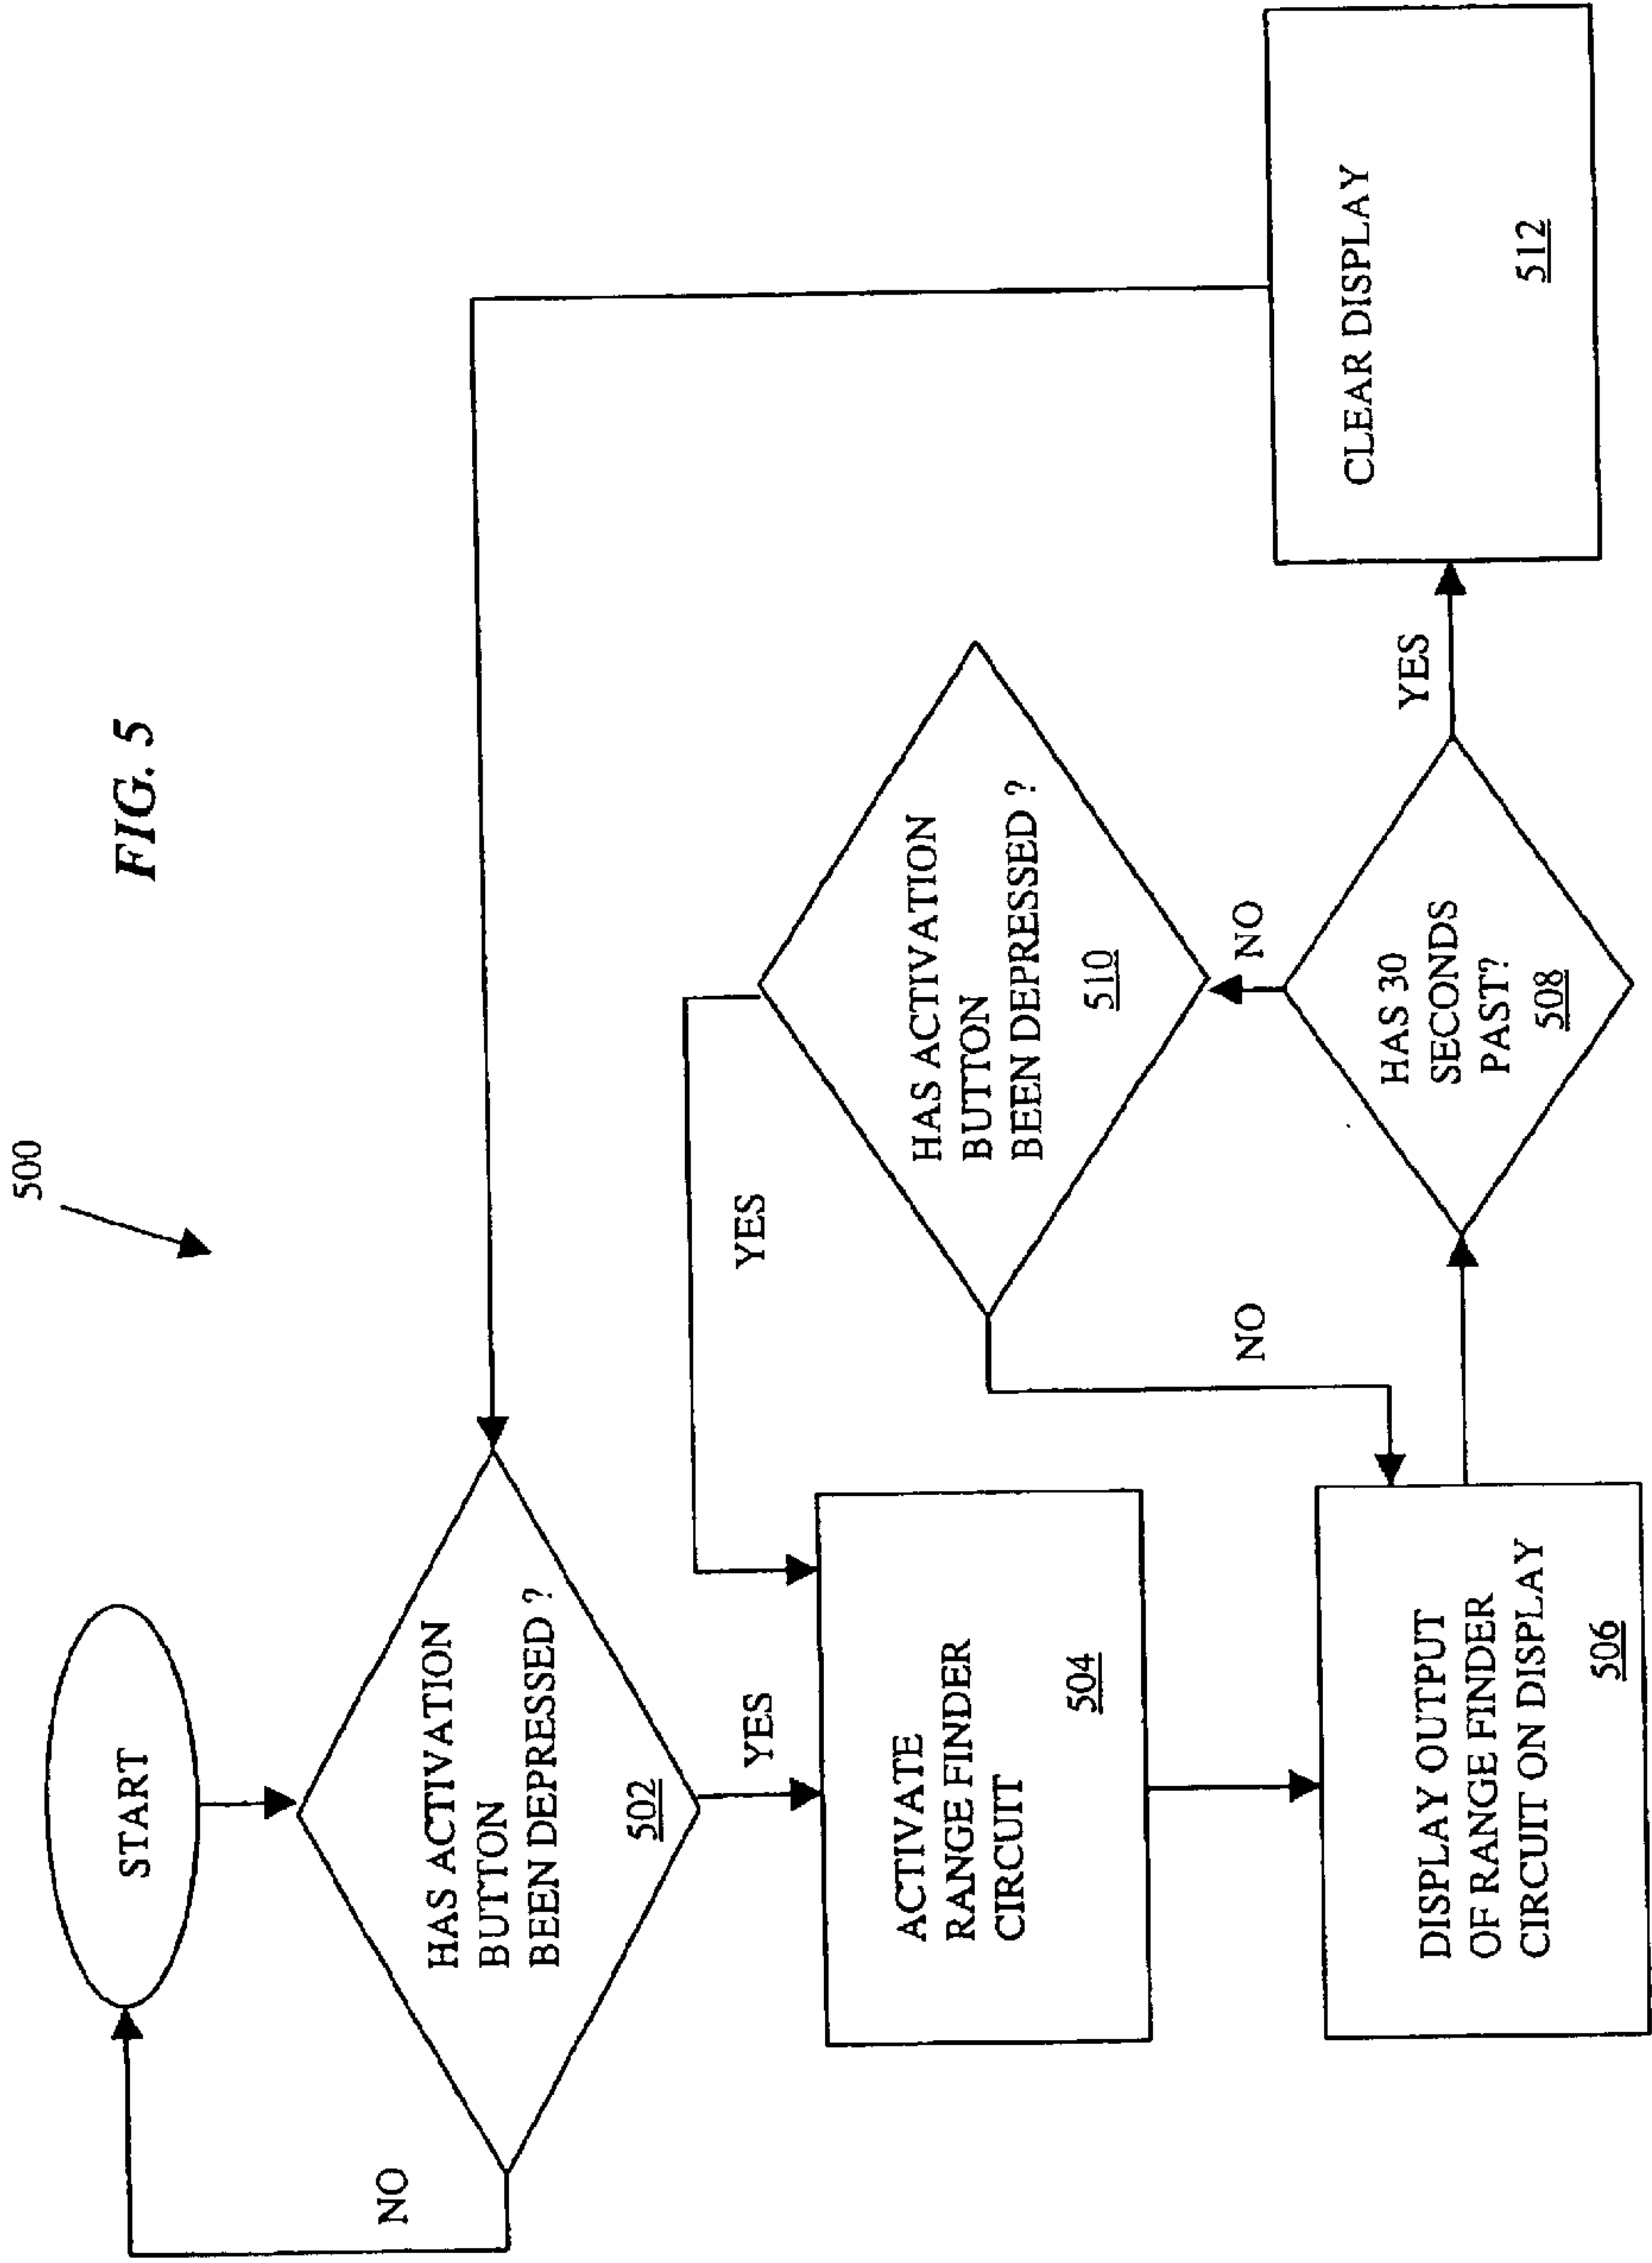 FIG. 5
500
START
NO
HAS ACTIVATION
BUTTON
BEEN DEPRESSED ?
502
YES
ACTIVATE
RANGE FINDER
CIRCUIT
504
DISPLAY OUTPUT
OF RANGE FINDER
CIRCUIT ON DISPLAY
506
YES
HAS ACTIVATION
BUTTON
BEEN DEPRESSED ?
510
NO
NO
HAS 30
SECONDS
PAST?
508
YES
CLEAR DISPLAY
512